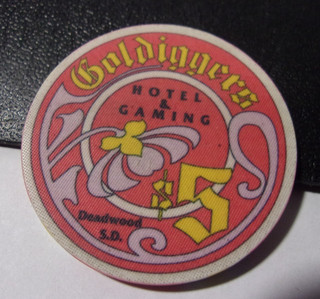 Goldiggers
HOTEL
&
GAMING
$5
Deadwood
S.D.